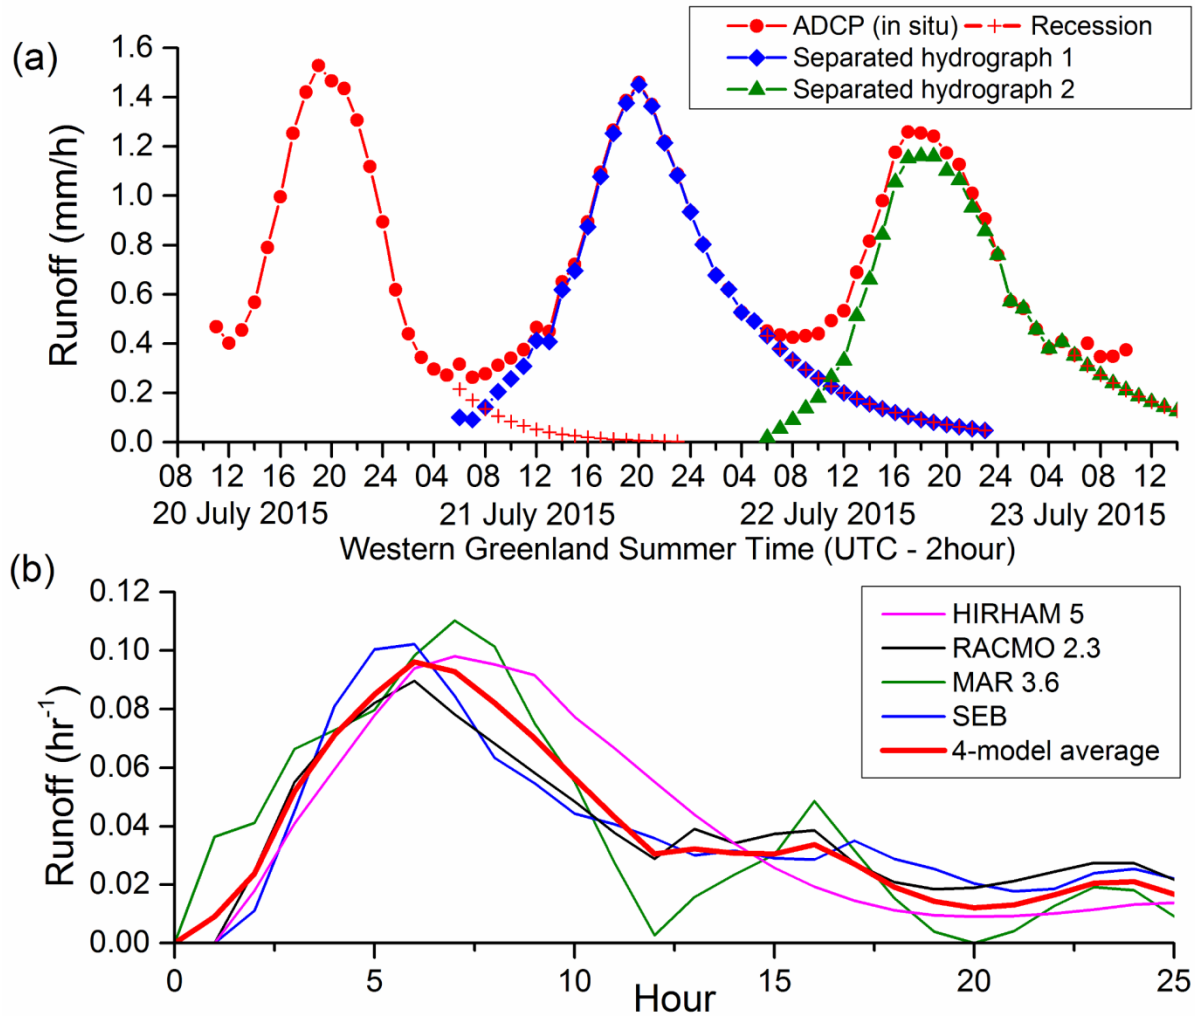 (a)
ADCP (in situ) Recession
Separated hydrograph 1
Separated hydrograph 2
Runoff (mm/h)
1.6
1.4
1.2
1.0
0.8
0.6
0.4
0.2
0.0
08 12 16 20 24 04 08 12 16 20 24 04 08 12 16 20 24 04 08 12
20 July 2015 21 July 2015 22 July 2015 23 July 2015
Western Greenland Summer Time (UTC - 2hour)
(b)
HIRHAM 5
RACMO 2.3
MAR 3.6
SEB
4-model average
Runoff (hr⁻¹)
0.12
0.10
0.08
0.06
0.04
0.02
0.00
0 5 10 15 20 25
Hour